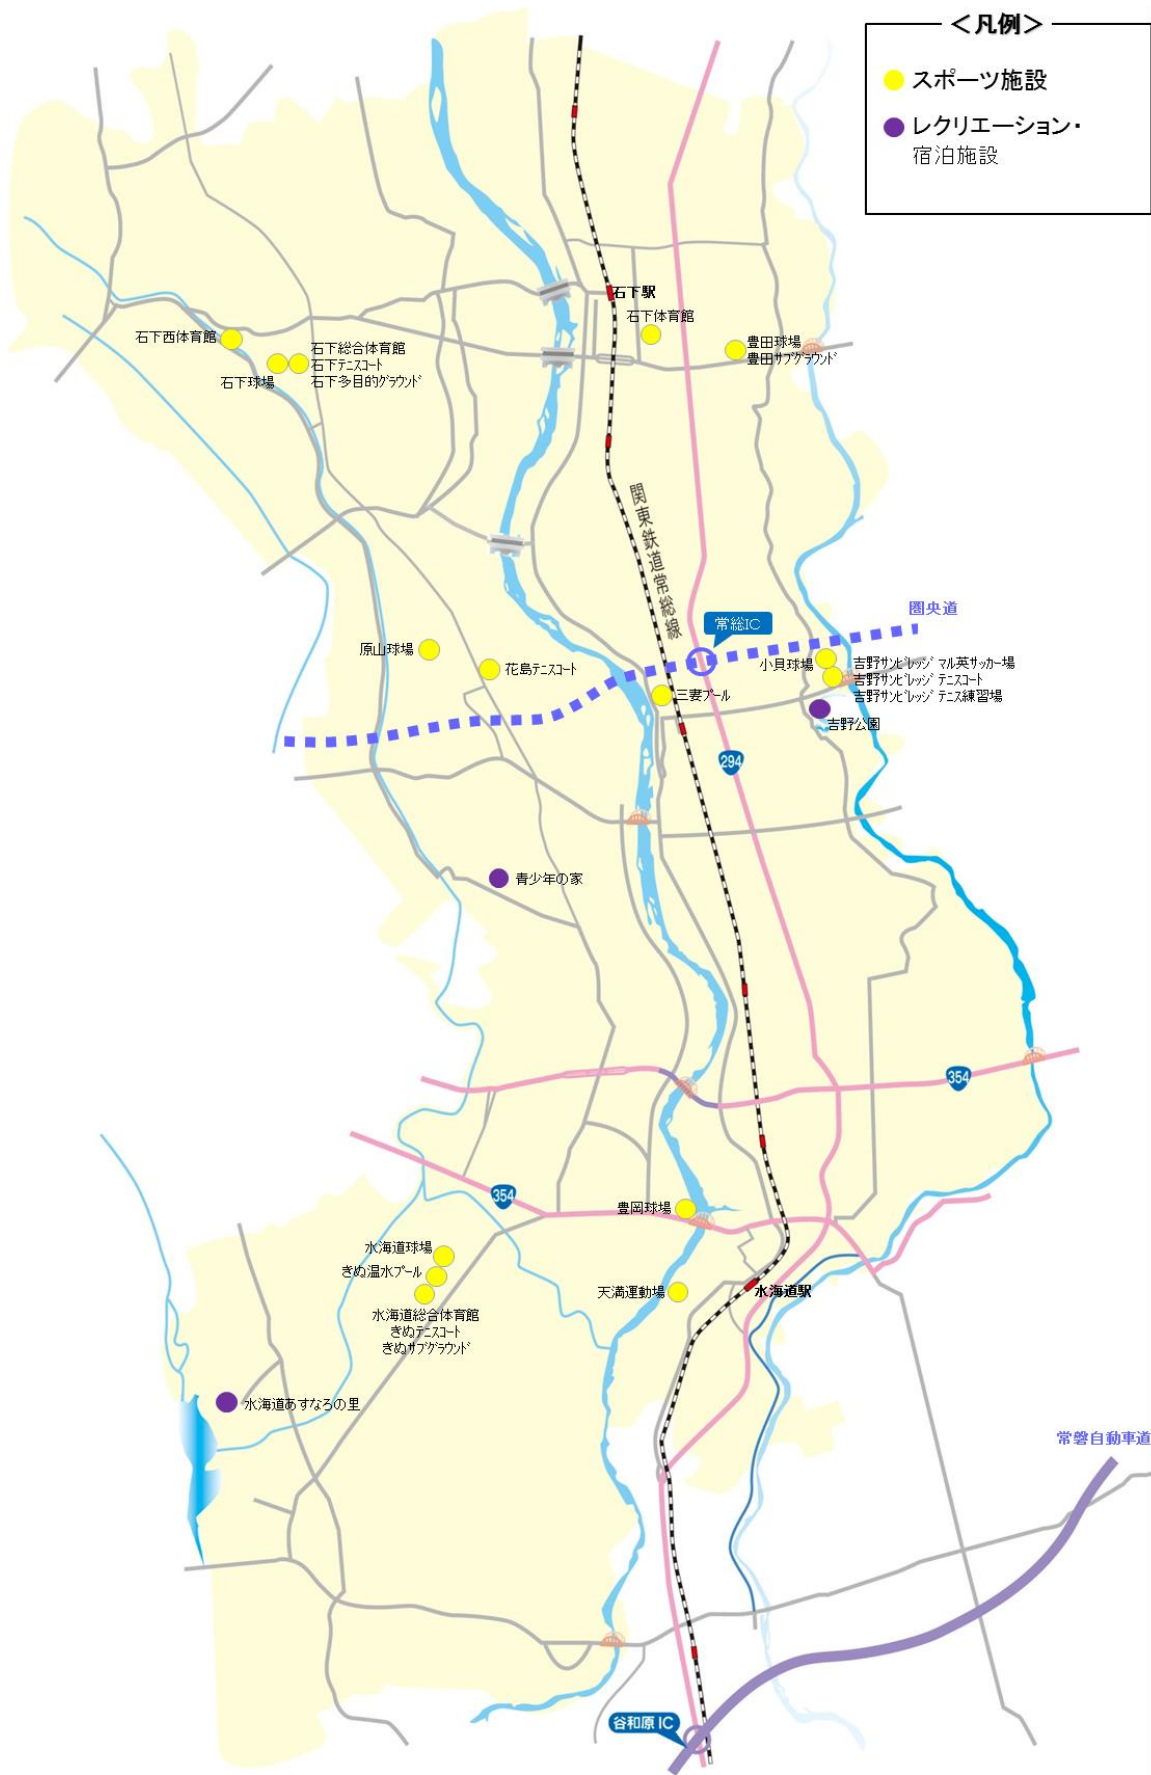 ＜凡例＞
スポーツ施設
レクリエーション・
宿泊施設
石下駅
石下体育館
石下西体育館
豊田球場
豊田サブグラウンド
石下総合体育館
石下テニスコート
石下多目的グラウンド
石下球場
関東鉄道常総線
圏央道
常総IC
原山球場
花島テニスコート
小貝球場
吉野サンビレッジ マル英サッカー場
吉野サンビレッジ テニスコート
吉野サンビレッジ テニス練習場
三妻プール
吉野公園
294
青少年の家
354
354
豊岡球場
水海道球場
きぬ温水プール
天満運動場
水海道駅
水海道総合体育館
きぬテニスコート
きぬサブグラウンド
水海道あすなろの里
常磐自動車道
谷和原 IC